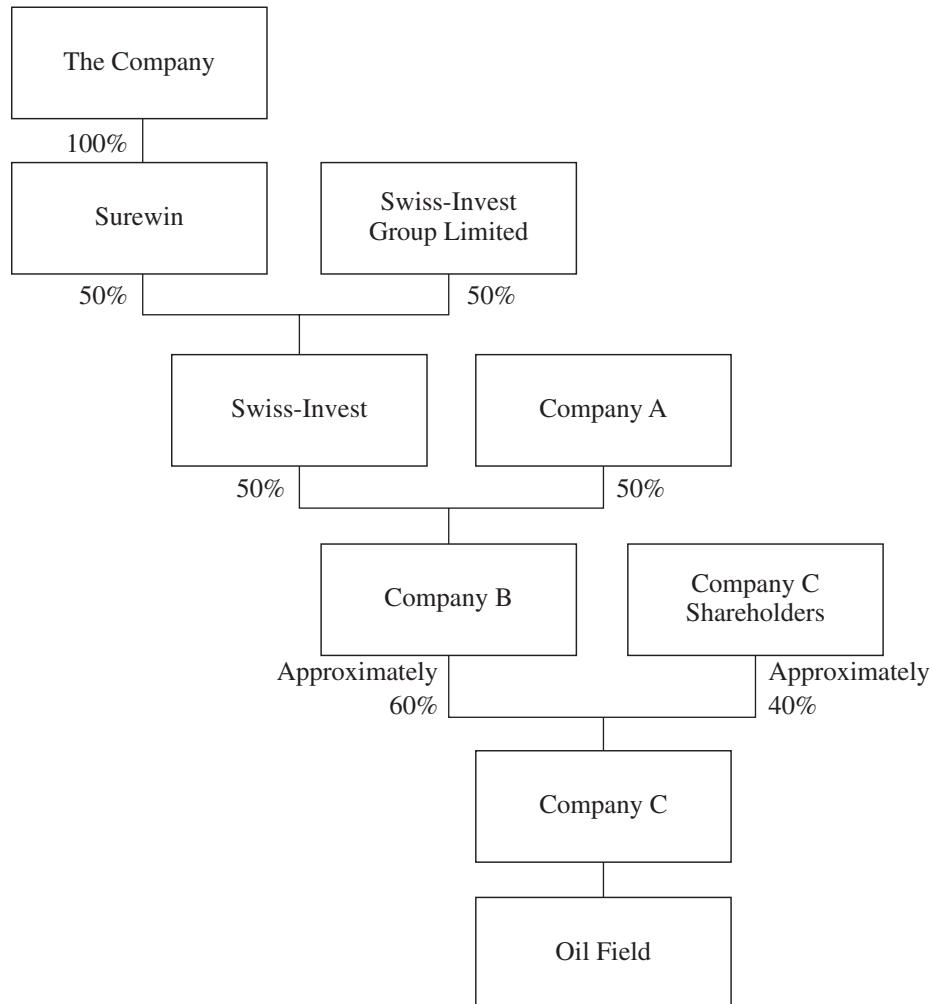 The Company
100%
Surewin
Swiss-Invest
Group Limited
50%
50%
Swiss-Invest
Company A
50%
50%
Company B
Company C
Shareholders
Approximately
60%
Approximately
40%
Company C
Oil Field